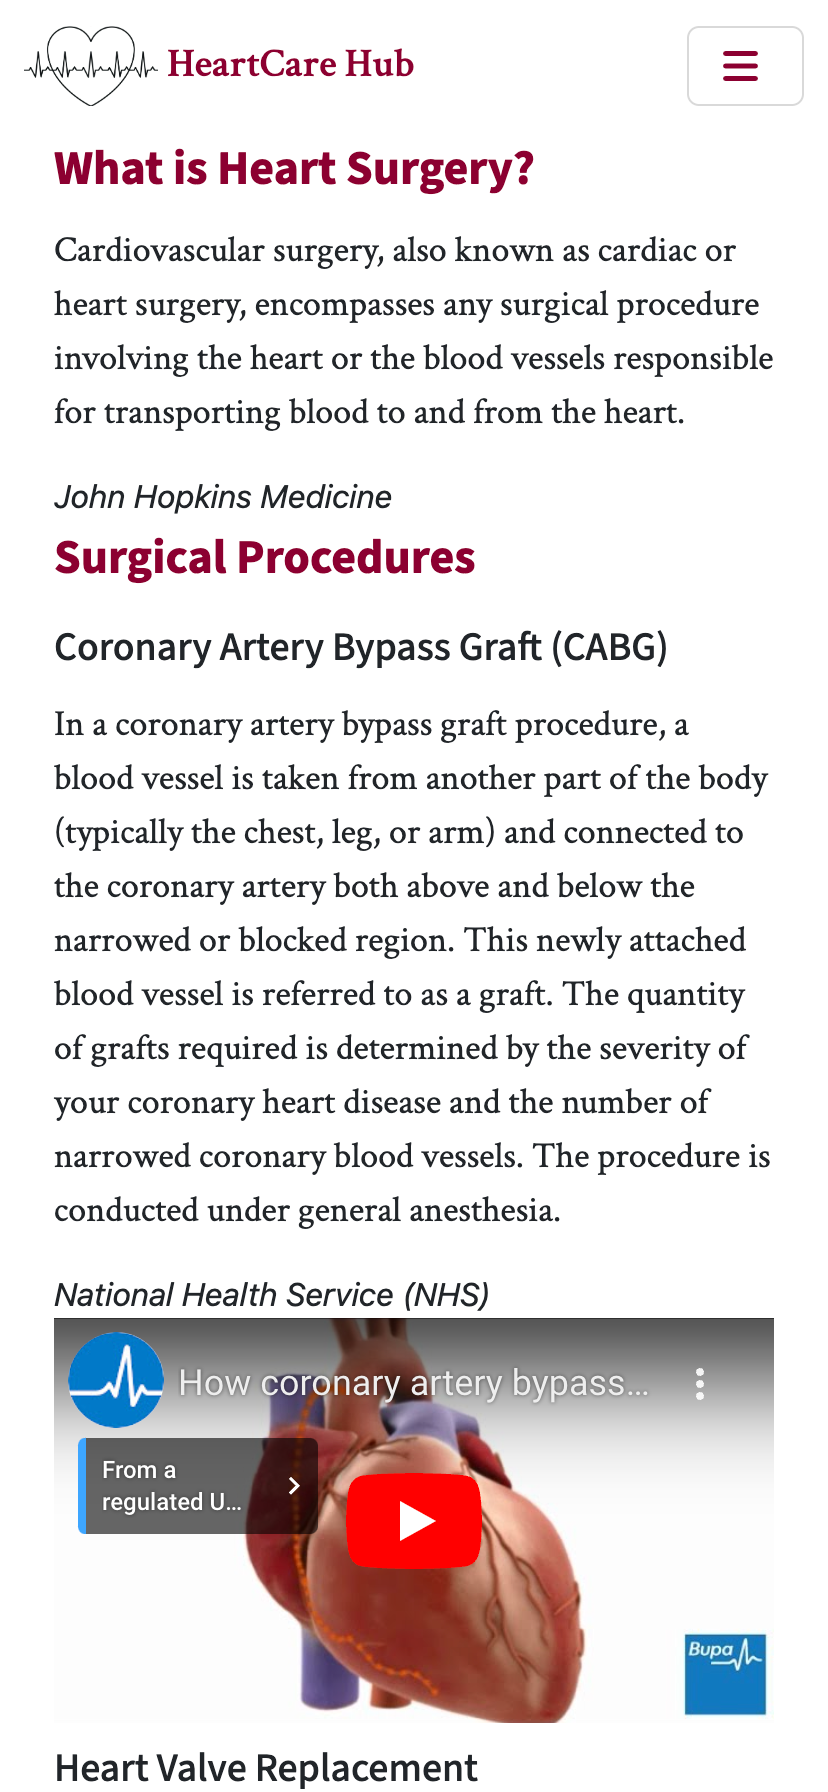 HeartCare Hub
What is Heart Surgery?
Cardiovascular surgery, also known as cardiac or
heart surgery, encompasses any surgical procedure
involving the heart or the blood vessels responsible
for transporting blood to and from the heart.
John Hopkins Medicine
Surgical Procedures
Coronary Artery Bypass Graft (CABG)
In a coronary artery bypass graft procedure, a
blood vessel is taken from another part of the body
(typically the chest, leg, or arm) and connected to
the coronary artery both above and below the
narrowed or blocked region. This newly attached
blood vessel is referred to as a graft. The quantity
of grafts required is determined by the severity of
your coronary heart disease and the number of
narrowed coronary blood vessels. The procedure is
conducted under general anesthesia.
National Health Service (NHS)
How coronary artery bypass...
From a
regulated U...
Bupa
Heart Valve Replacement